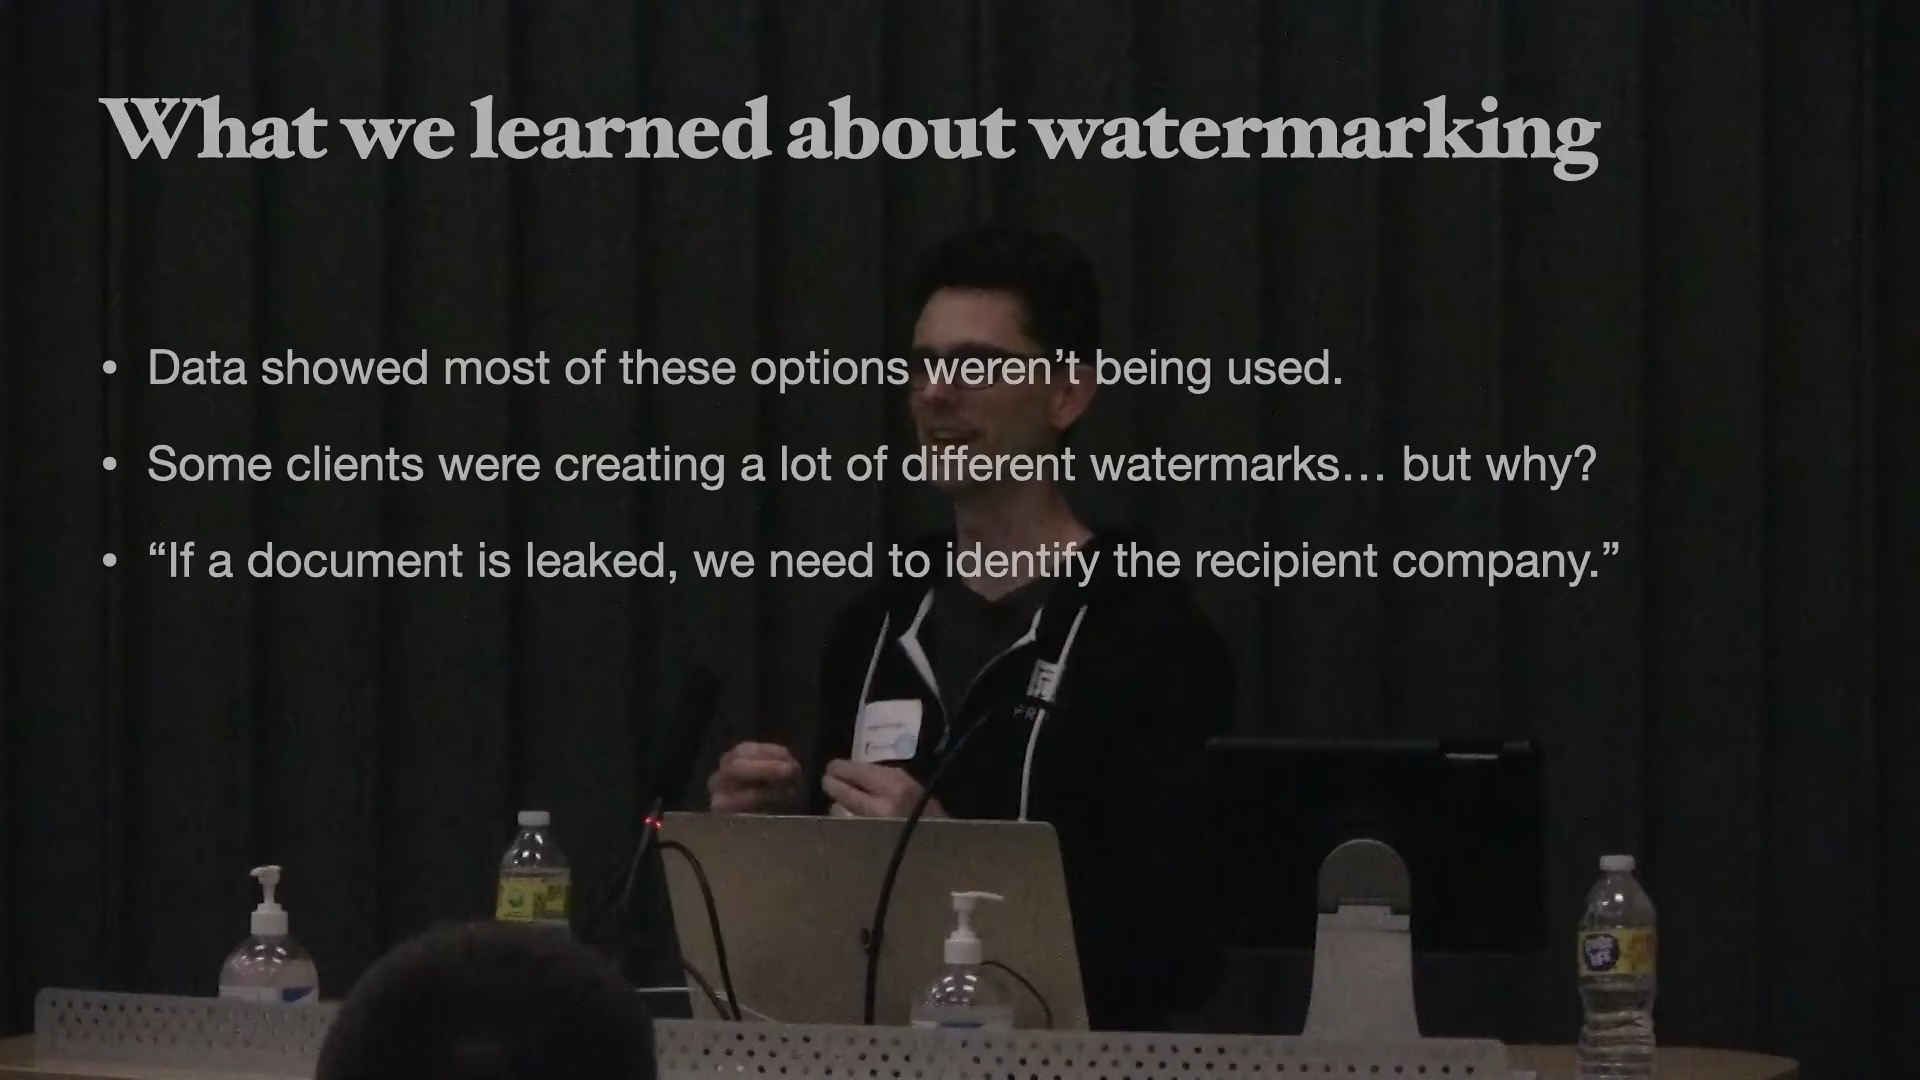 What we learned about watermarking
• Data showed most of these options weren’t being used.
• Some clients were creating a lot of different watermarks… but why?
• “If a document is leaked, we need to identify the recipient company.”